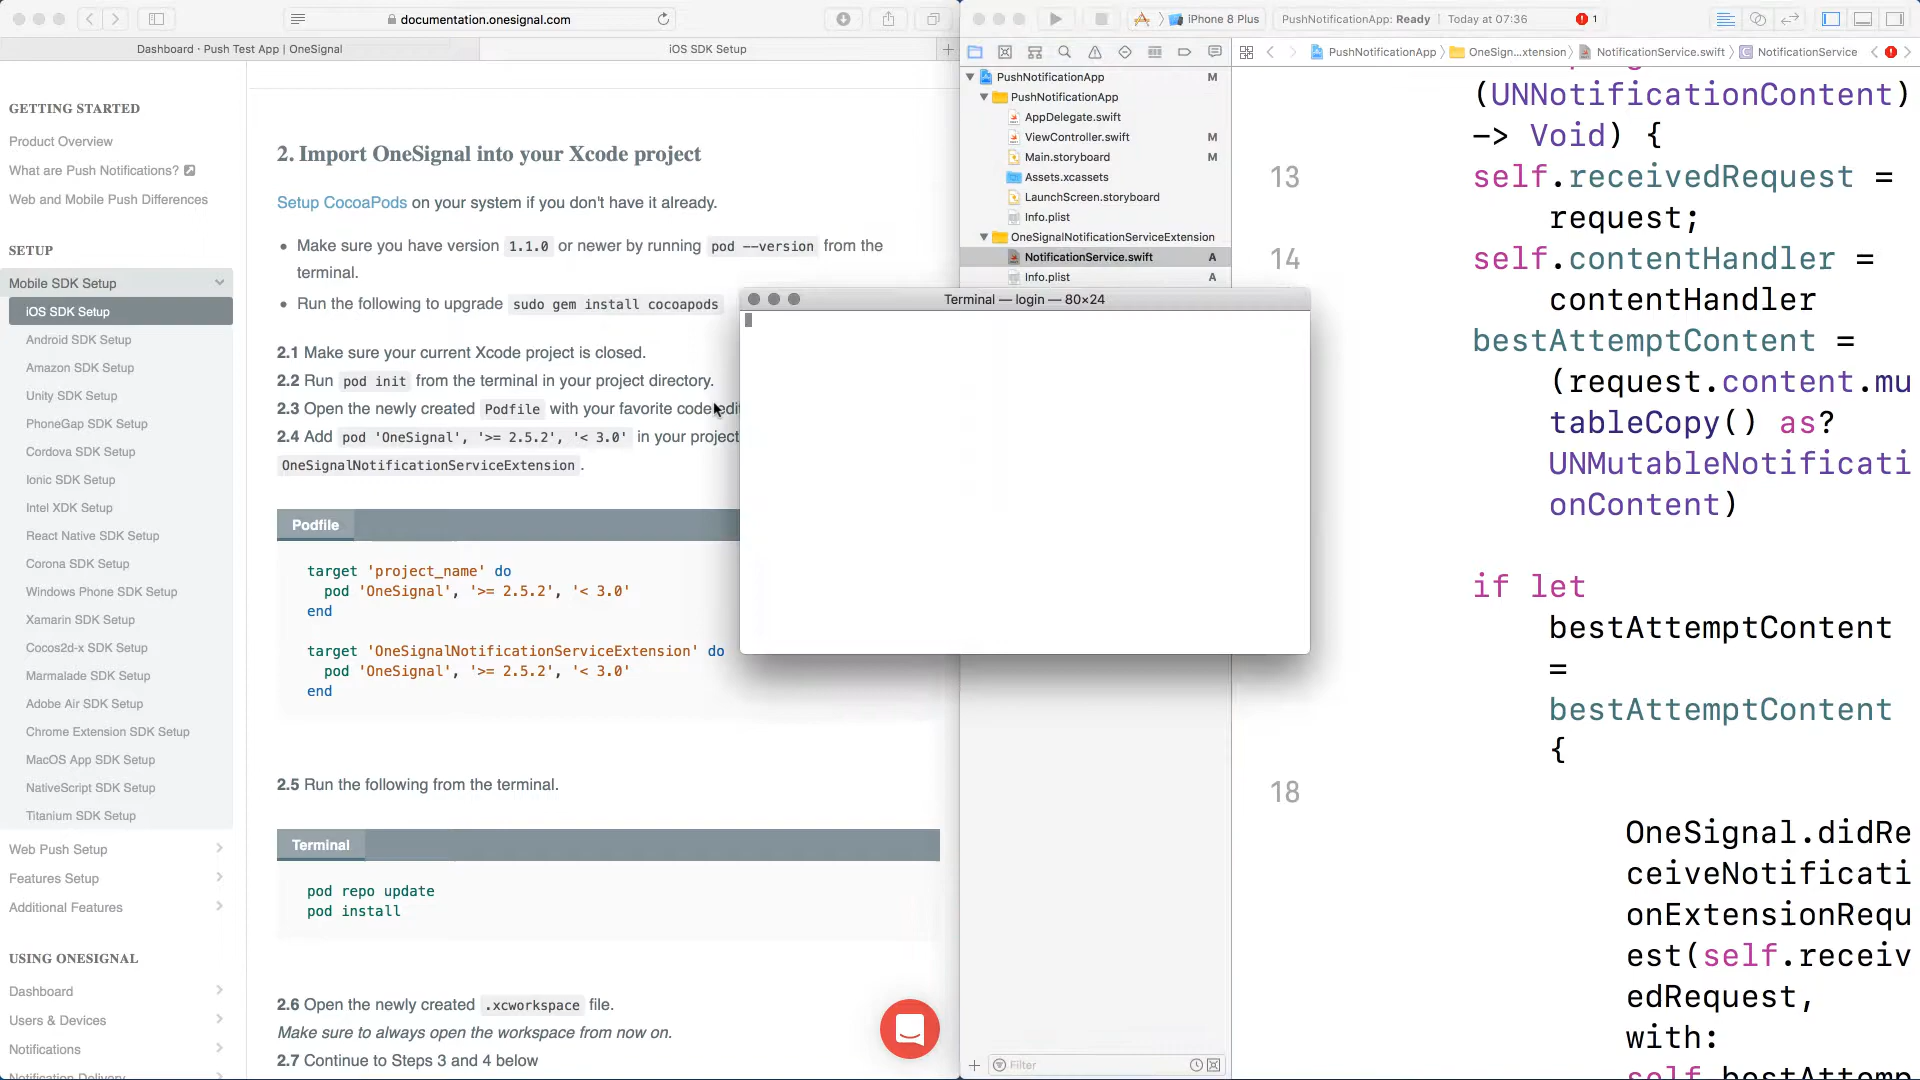 documentation.onesignal.com
Dashboard · Push Test App | OneSignal
iOS SDK Setup
GETTING STARTED
Product Overview
What are Push Notifications?
Web and Mobile Push Differences
SETUP
Mobile SDK Setup
iOS SDK Setup
Android SDK Setup
Amazon SDK Setup
Unity SDK Setup
PhoneGap SDK Setup
Cordova SDK Setup
Ionic SDK Setup
Intel XDK Setup
React Native SDK Setup
Corona SDK Setup
Windows Phone SDK Setup
Xamarin SDK Setup
Cocos2d-x SDK Setup
Marmalade SDK Setup
Adobe Air SDK Setup
Chrome Extension SDK Setup
MacOS App SDK Setup
NativeScript SDK Setup
Titanium SDK Setup
Web Push Setup
Features Setup
Additional Features
USING ONESIGNAL
Dashboard
Users & Devices
Notifications
Notification Delivery
2. Import OneSignal into your Xcode project
Setup CocoaPods on your system if you don't have it already.
• Make sure you have version 1.1.0 or newer by running pod --version from the
terminal.
• Run the following to upgrade sudo gem install cocoapods
2.1 Make sure your current Xcode project is closed.
2.2 Run pod init from the terminal in your project directory.
2.3 Open the newly created Podfile with your favorite code edi
2.4 Add pod 'OneSignal', '>= 2.5.2', '< 3.0' in your project
OneSignalNotificationServiceExtension.
Podfile
target 'project_name' do
pod 'OneSignal', '>= 2.5.2', '< 3.0'
end
target 'OneSignalNotificationServiceExtension' do
pod 'OneSignal', '>= 2.5.2', '< 3.0'
end
2.5 Run the following from the terminal.
Terminal
pod repo update
pod install
2.6 Open the newly created .xcworkspace file.
Make sure to always open the workspace from now on.
2.7 Continue to Steps 3 and 4 below
Terminal — login — 80×24
iPhone 8 Plus
PushNotificationApp: Ready | Today at 07:36
1
PushNotificationApp
OneSign...xtension
NotificationService.swift
NotificationService
PushNotificationApp M
PushNotificationApp
AppDelegate.swift
ViewController.swift M
Main.storyboard M
Assets.xcassets
LaunchScreen.storyboard
Info.plist
OneSignalNotificationServiceExtension
NotificationService.swift A
Info.plist A
Filter
(UNNotificationContent)
-> Void) {
13 self.receivedRequest =
request;
14 self.contentHandler =
contentHandler
bestAttemptContent =
(request.content.mu
tableCopy() as?
UNMutableNotificati
onContent)
if let
bestAttemptContent
=
bestAttemptContent
{
18
OneSignal.didRe
ceiveNotificati
onExtensionRequ
est(self.receiv
edRequest,
with:
self.bestAttemp